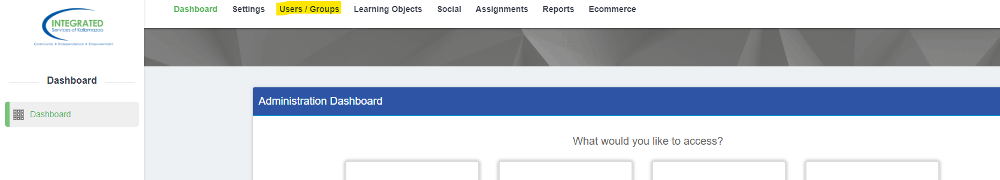 Dashboard Settings Users / Groups Learning Objects Social Assignments Reports Ecommerce
INTEGRATED
Services of Kalamazoo
Community • Independence • Empowerment
Dashboard
Dashboard
Administration Dashboard
What would you like to access?